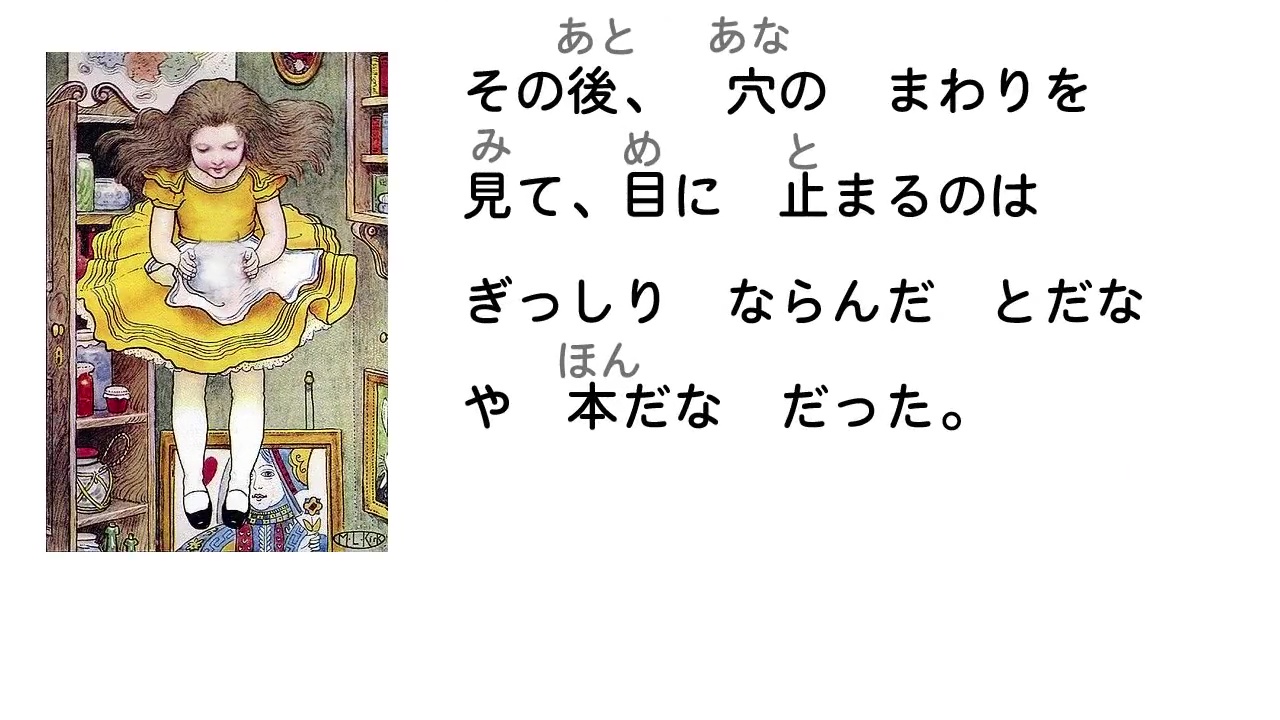 あと あな
その後、 穴の まわりを
み め と
見て、目に 止まるのは
ぎっしり ならんだ とだな
ほん
や 本だな だった。
M・L・Kirk